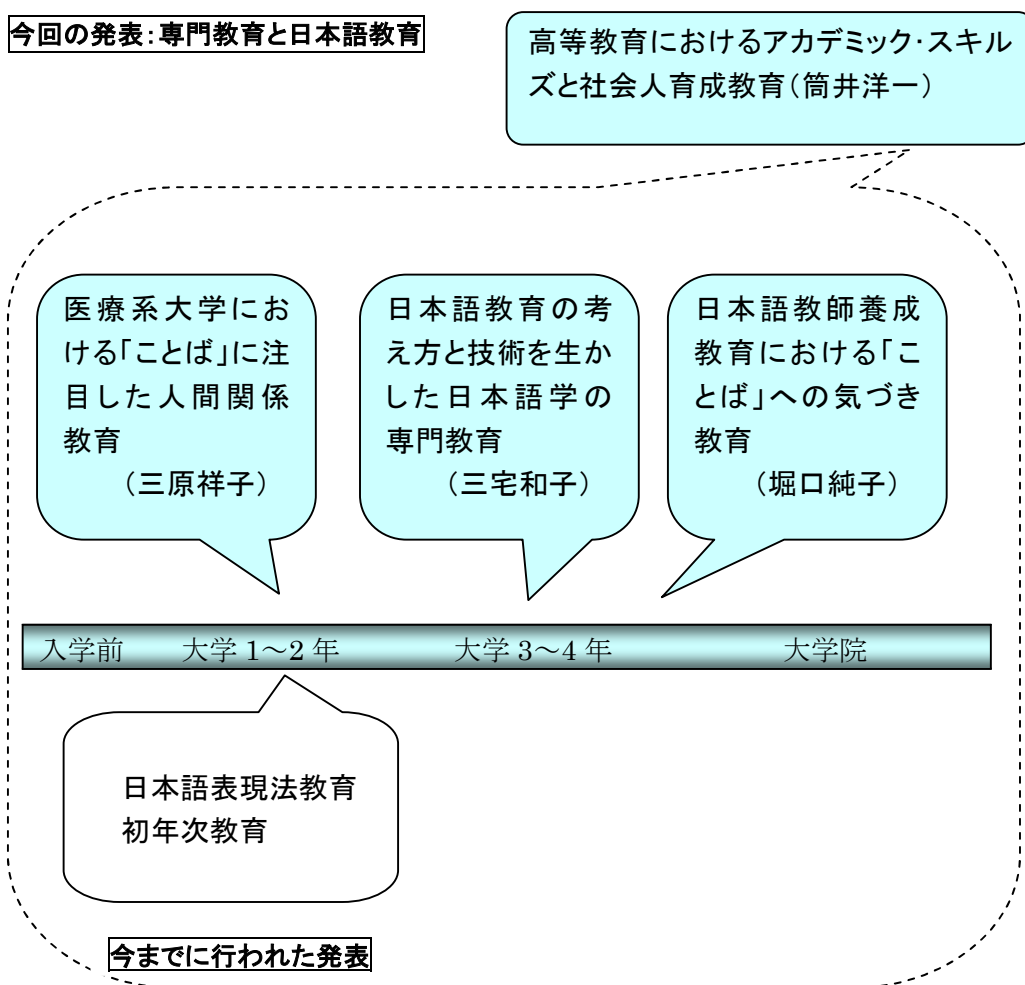 今回の発表：専門教育と日本語教育
高等教育におけるアカデミック・スキル
ズと社会人育成教育（筒井洋一）
医療系大学にお
ける「ことば」に注
目した人間関係
教育
（三原祥子）
日本語教育の考
え方と技術を生か
した日本語学の
専門教育
（三宅和子）
日本語教師養成
教育における「こ
とば」への気づき
教育
（堀口純子）
入学前 大学 1～2 年 大学 3～4 年 大学院
日本語表現法教育
初年次教育
今までに行われた発表